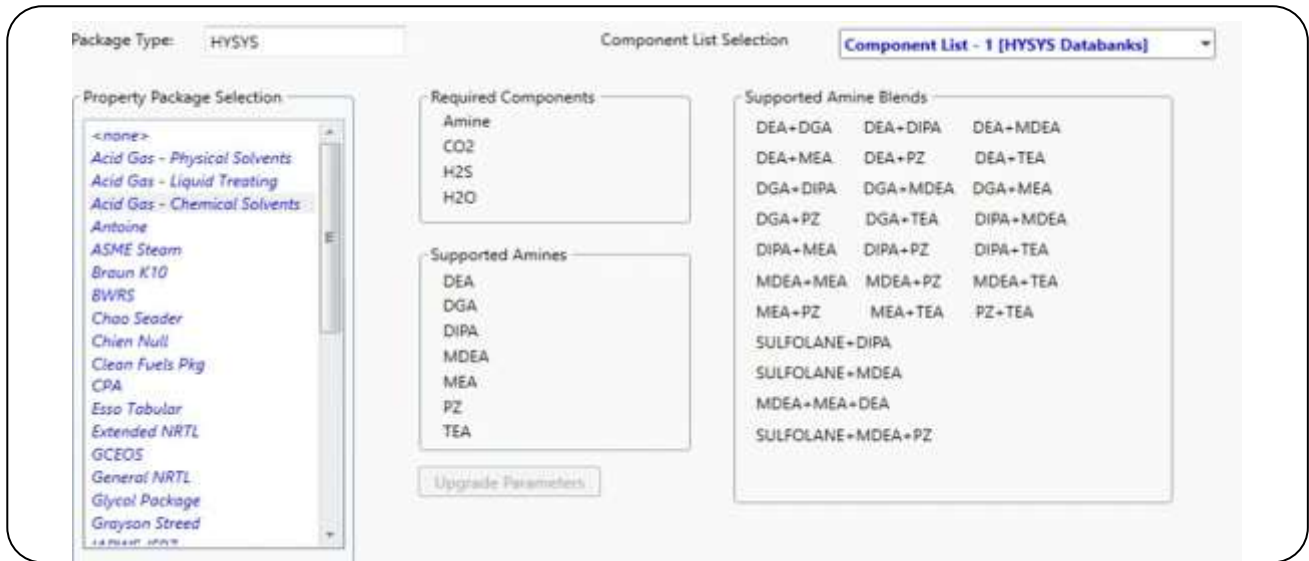 Package Type: HYSYS Component List Selection Component List - 1 [HYSYS Databanks]
Property Package Selection
<none>
Acid Gas - Physical Solvents
Acid Gas - Liquid Treating
Acid Gas - Chemical Solvents
Antoine
ASME Steam
Braun K10
BWRS
Chao Seader
Chien Null
Clean Fuels Pkg
CPA
Esso Tabular
Extended NRTL
GCEOS
General NRTL
Glycol Package
Grayson Streed
Required Components
Amine
CO2
H2S
H2O
Supported Amines
DEA
DGA
DIPA
MDEA
MEA
PZ
TEA
Upgrade Parameters
Supported Amine Blends
DEA+DGA DEA+DIPA DEA+MDEA
DEA+MEA DEA+PZ DEA+TEA
DGA+DIPA DGA+MDEA DGA+MEA
DGA+PZ DGA+TEA DIPA+MDEA
DIPA+MEA DIPA+PZ DIPA+TEA
MDEA+MEA MDEA+PZ MDEA+TEA
MEA+PZ MEA+TEA PZ+TEA
SULFOLANE+DIPA
SULFOLANE+MDEA
MDEA+MEA+DEA
SULFOLANE+MDEA+PZ